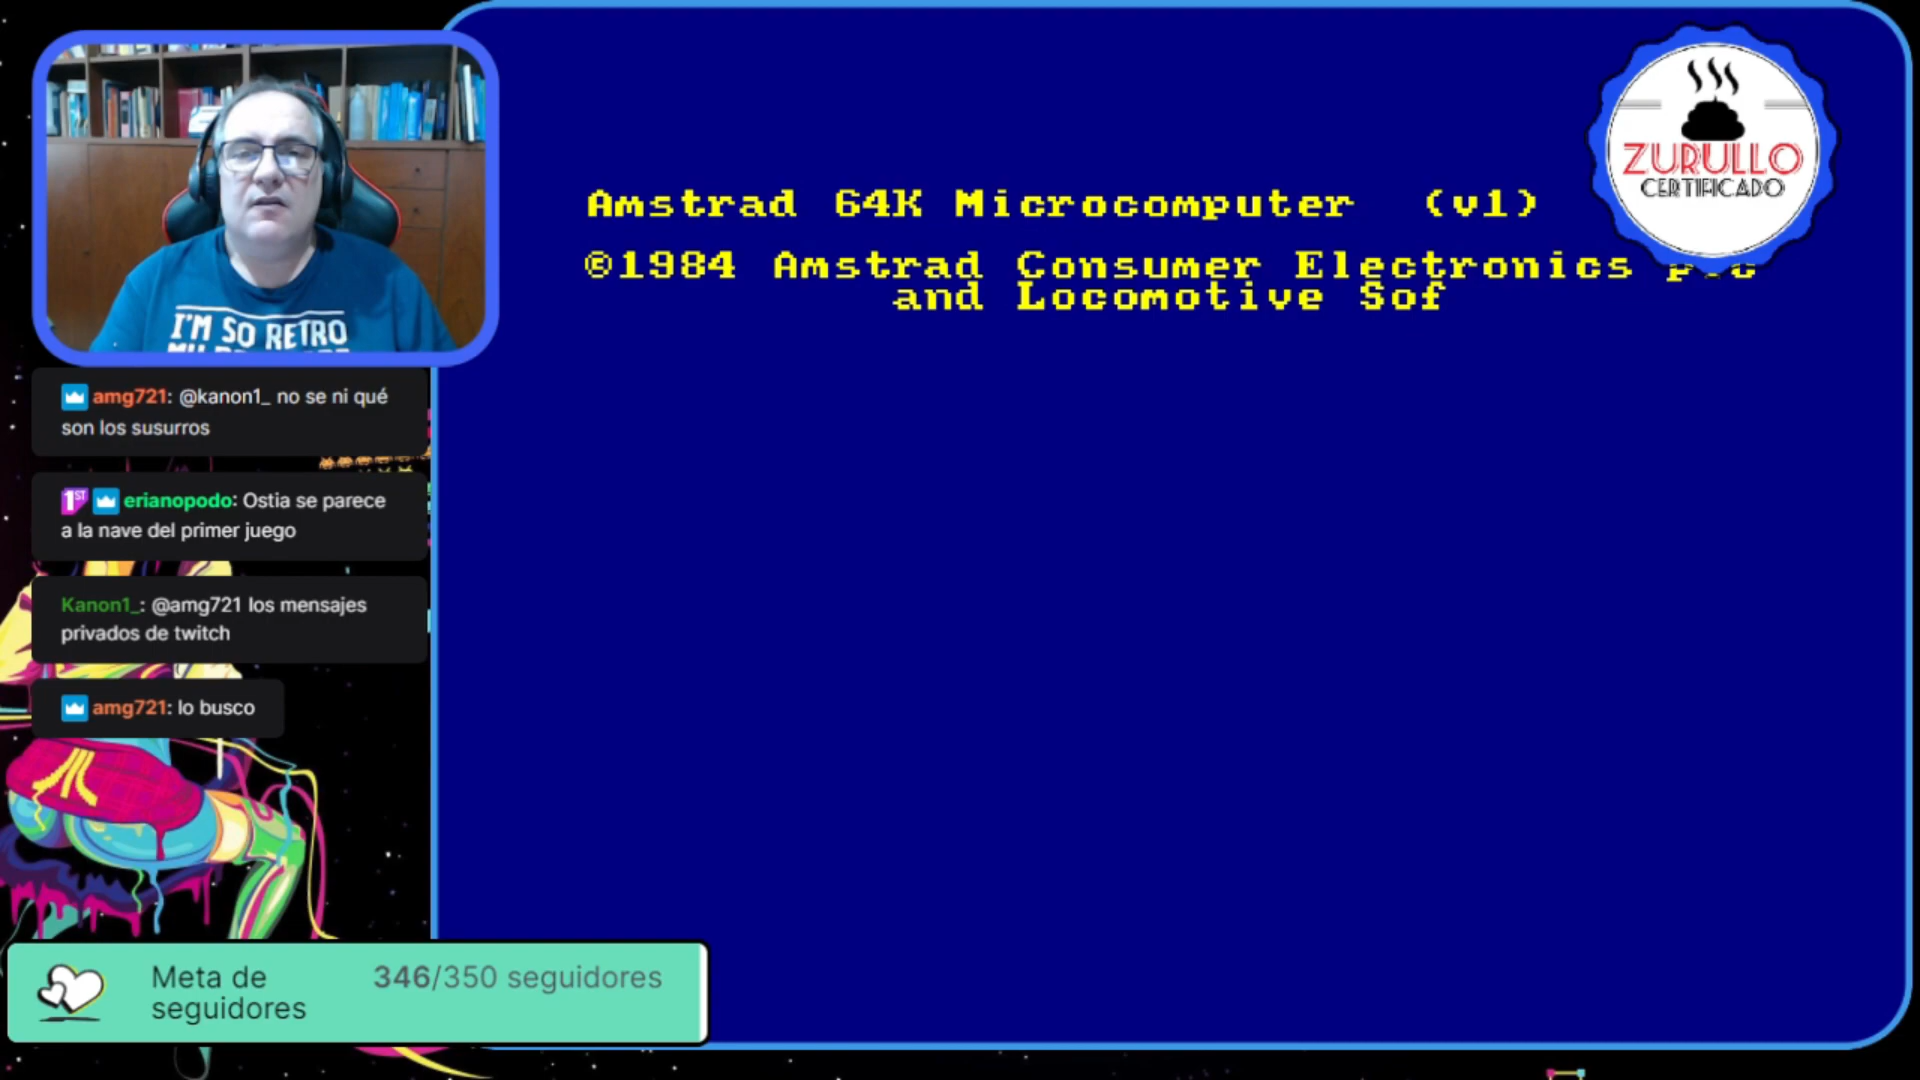 ZURULLO
CERTIFICADO
Amstrad 64K Microcomputer (v1)
©1984 Amstrad Consumer Electronics
and Locomotive Sof
I'M SO RETRO
amg721: @kanon1_ no se ni qué
son los susurros
1ST erianopodo: Ostia se parece
a la nave del primer juego
Kanon1_: @amg721 los mensajes
privados de twitch
amg721: lo busco
Meta de
seguidores
346/350 seguidores